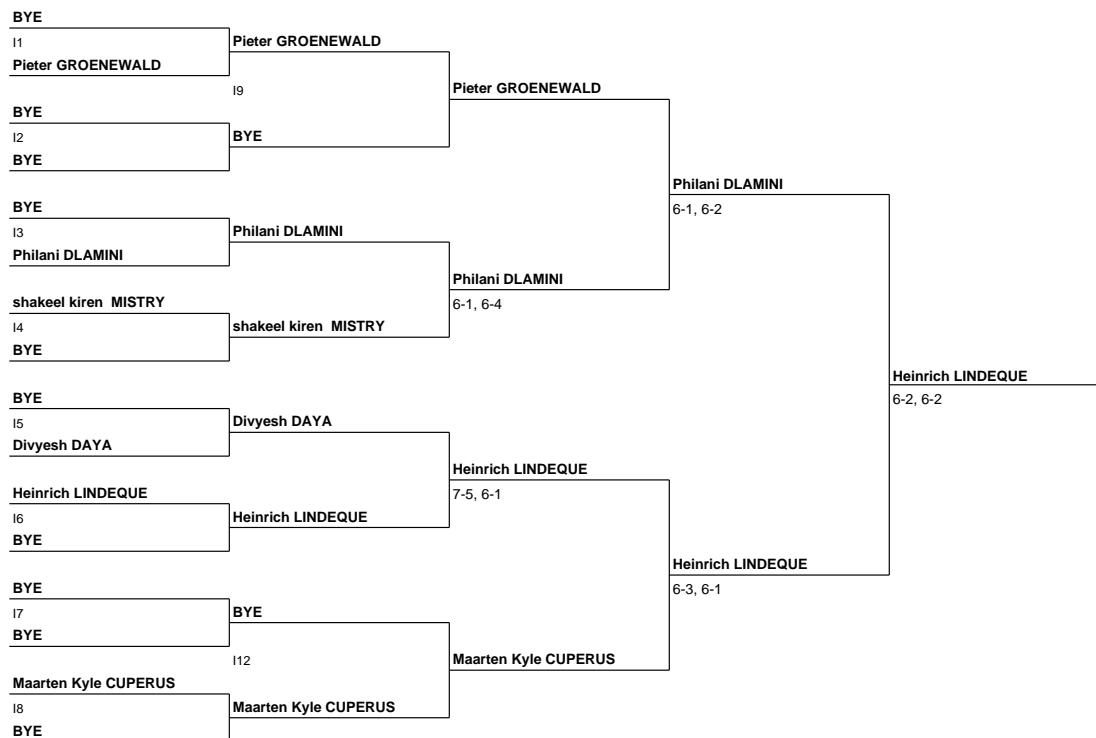 BYE
I1
Pieter GROENEWALD
BYE
I2
BYE
BYE
I3
Philani DLAMINI
shakeel kiren MISTRY
I4
BYE
BYE
I5
Divyesh DAYA
Heinrich LINDEQUE
I6
BYE
BYE
I7
BYE
Maarten Kyle CUPERUS
I8
BYE
Pieter GROENEWALD
I9
BYE
Philani DLAMINI
shakeel kiren MISTRY
Divyesh DAYA
Heinrich LINDEQUE
BYE
I12
Maarten Kyle CUPERUS
Pieter GROENEWALD
Philani DLAMINI
6-1, 6-4
Heinrich LINDEQUE
7-5, 6-1
Maarten Kyle CUPERUS
Philani DLAMINI
6-1, 6-2
Heinrich LINDEQUE
6-3, 6-1
Heinrich LINDEQUE
6-2, 6-2